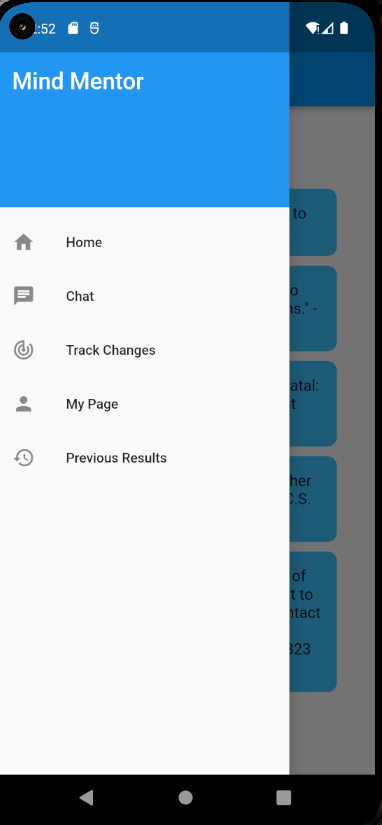 :52
Mind Mentor
Home
Chat
Track Changes
My Page
Previous Results
to
ns." -
atal:
t
her
C.S.
of
t to
ntact
323